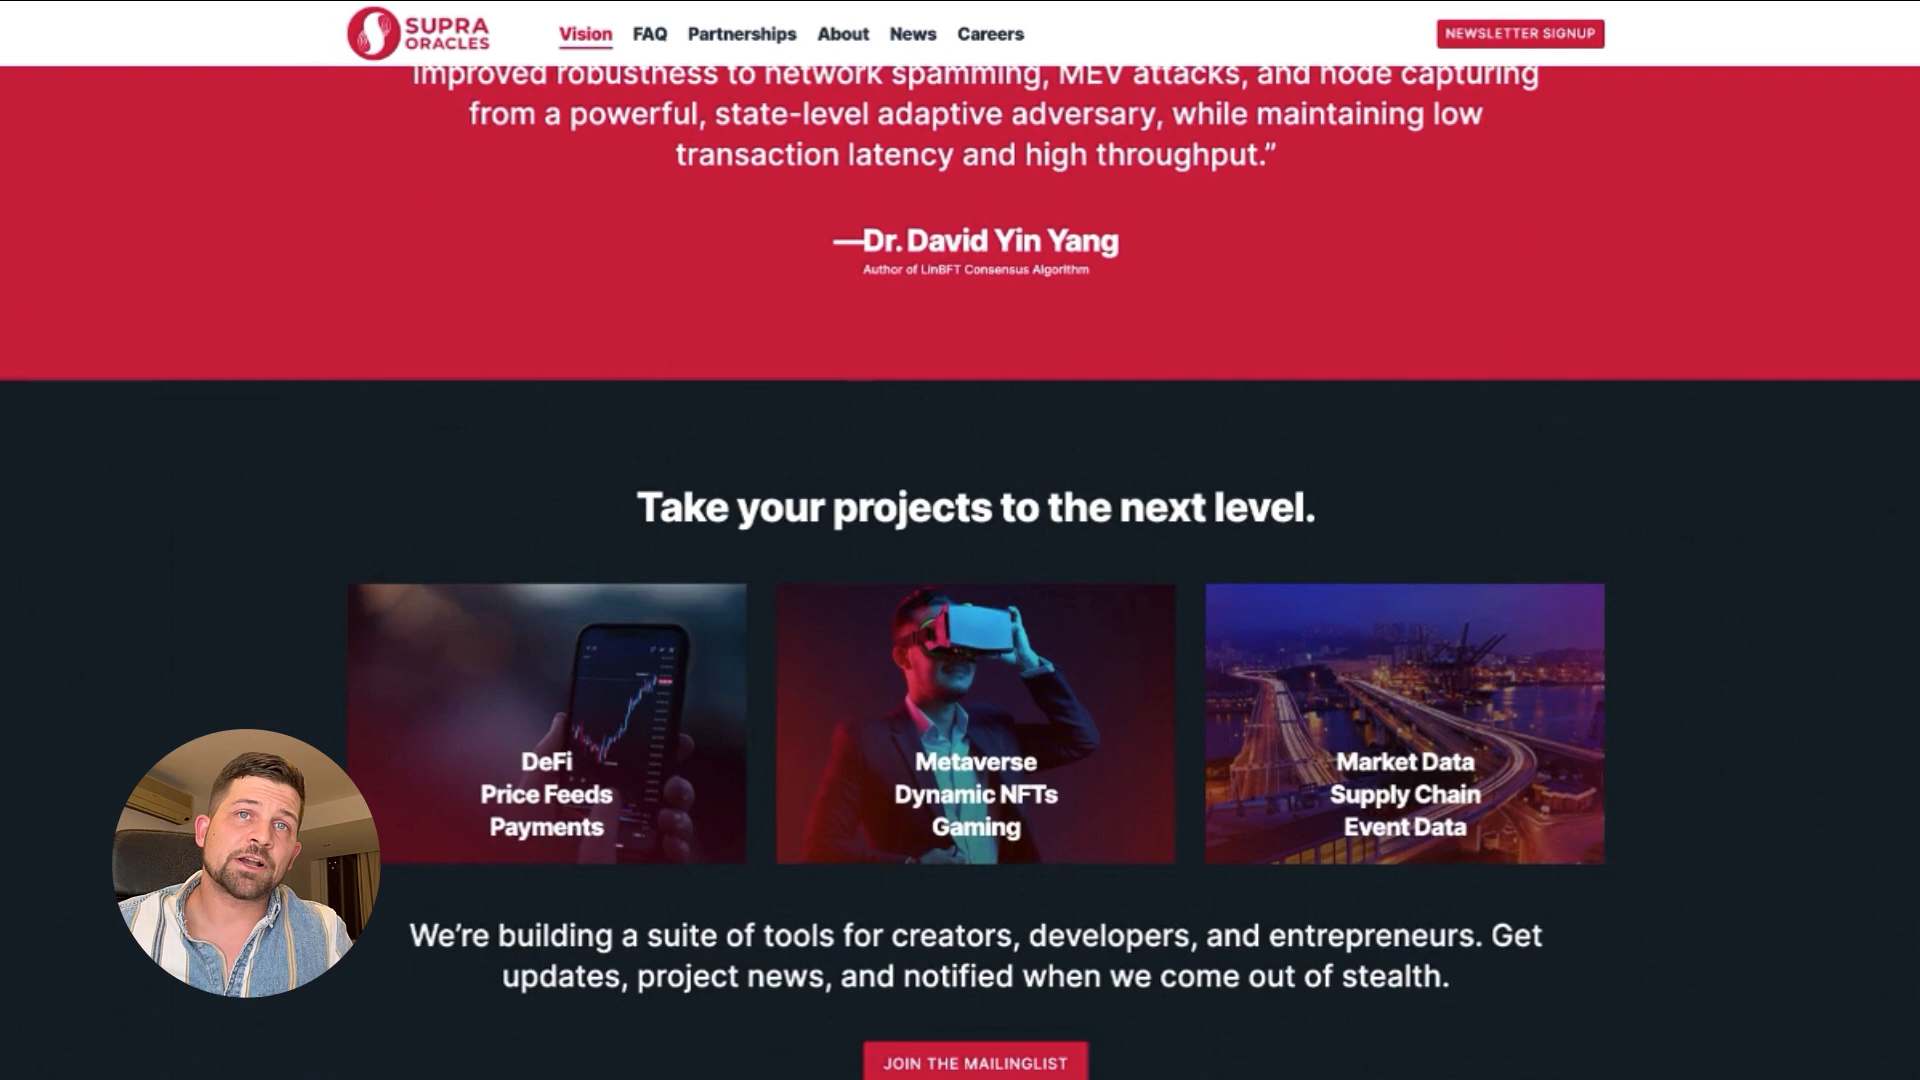 SUPRA
ORACLES
Vision FAQ Partnerships About News Careers
NEWSLETTER SIGNUP
improved robustness to network spamming, MEV attacks, and node capturing
from a powerful, state-level adaptive adversary, while maintaining low
transaction latency and high throughput.”
—Dr. David Yin Yang
Author of LinBFT Consensus Algorithm
Take your projects to the next level.
DeFi
Price Feeds
Payments
Metaverse
Dynamic NFTs
Gaming
Market Data
Supply Chain
Event Data
We’re building a suite of tools for creators, developers, and entrepreneurs. Get
updates, project news, and notified when we come out of stealth.
JOIN THE MAILINGLIST